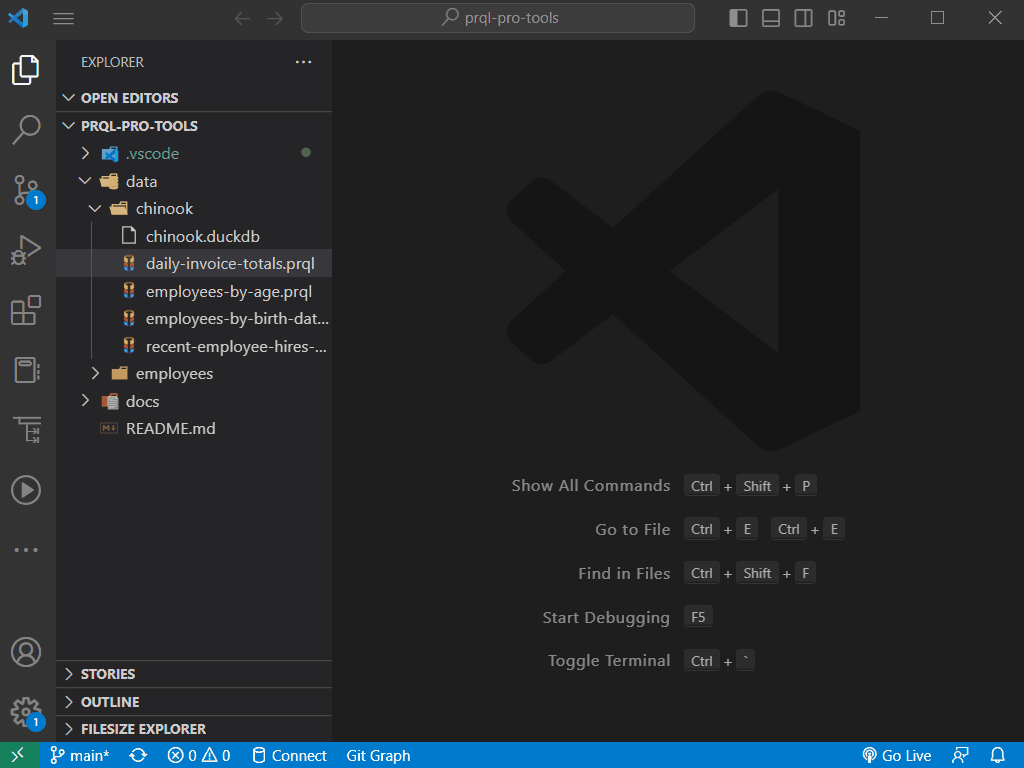 prql-pro-tools
EXPLORER
OPEN EDITORS
PRQL-PRO-TOOLS
.vscode
data
chinook
chinook.duckdb
daily-invoice-totals.prql
employees-by-age.prql
employees-by-birth-dat...
recent-employee-hires-...
employees
docs
README.md
STORIES
OUTLINE
FILESIZE EXPLORER
1
1
Show All Commands Ctrl + Shift + P
Go to File Ctrl + E Ctrl + E
Find in Files Ctrl + Shift + F
Start Debugging F5
Toggle Terminal Ctrl + `
main* 0 0 Connect Git Graph Go Live